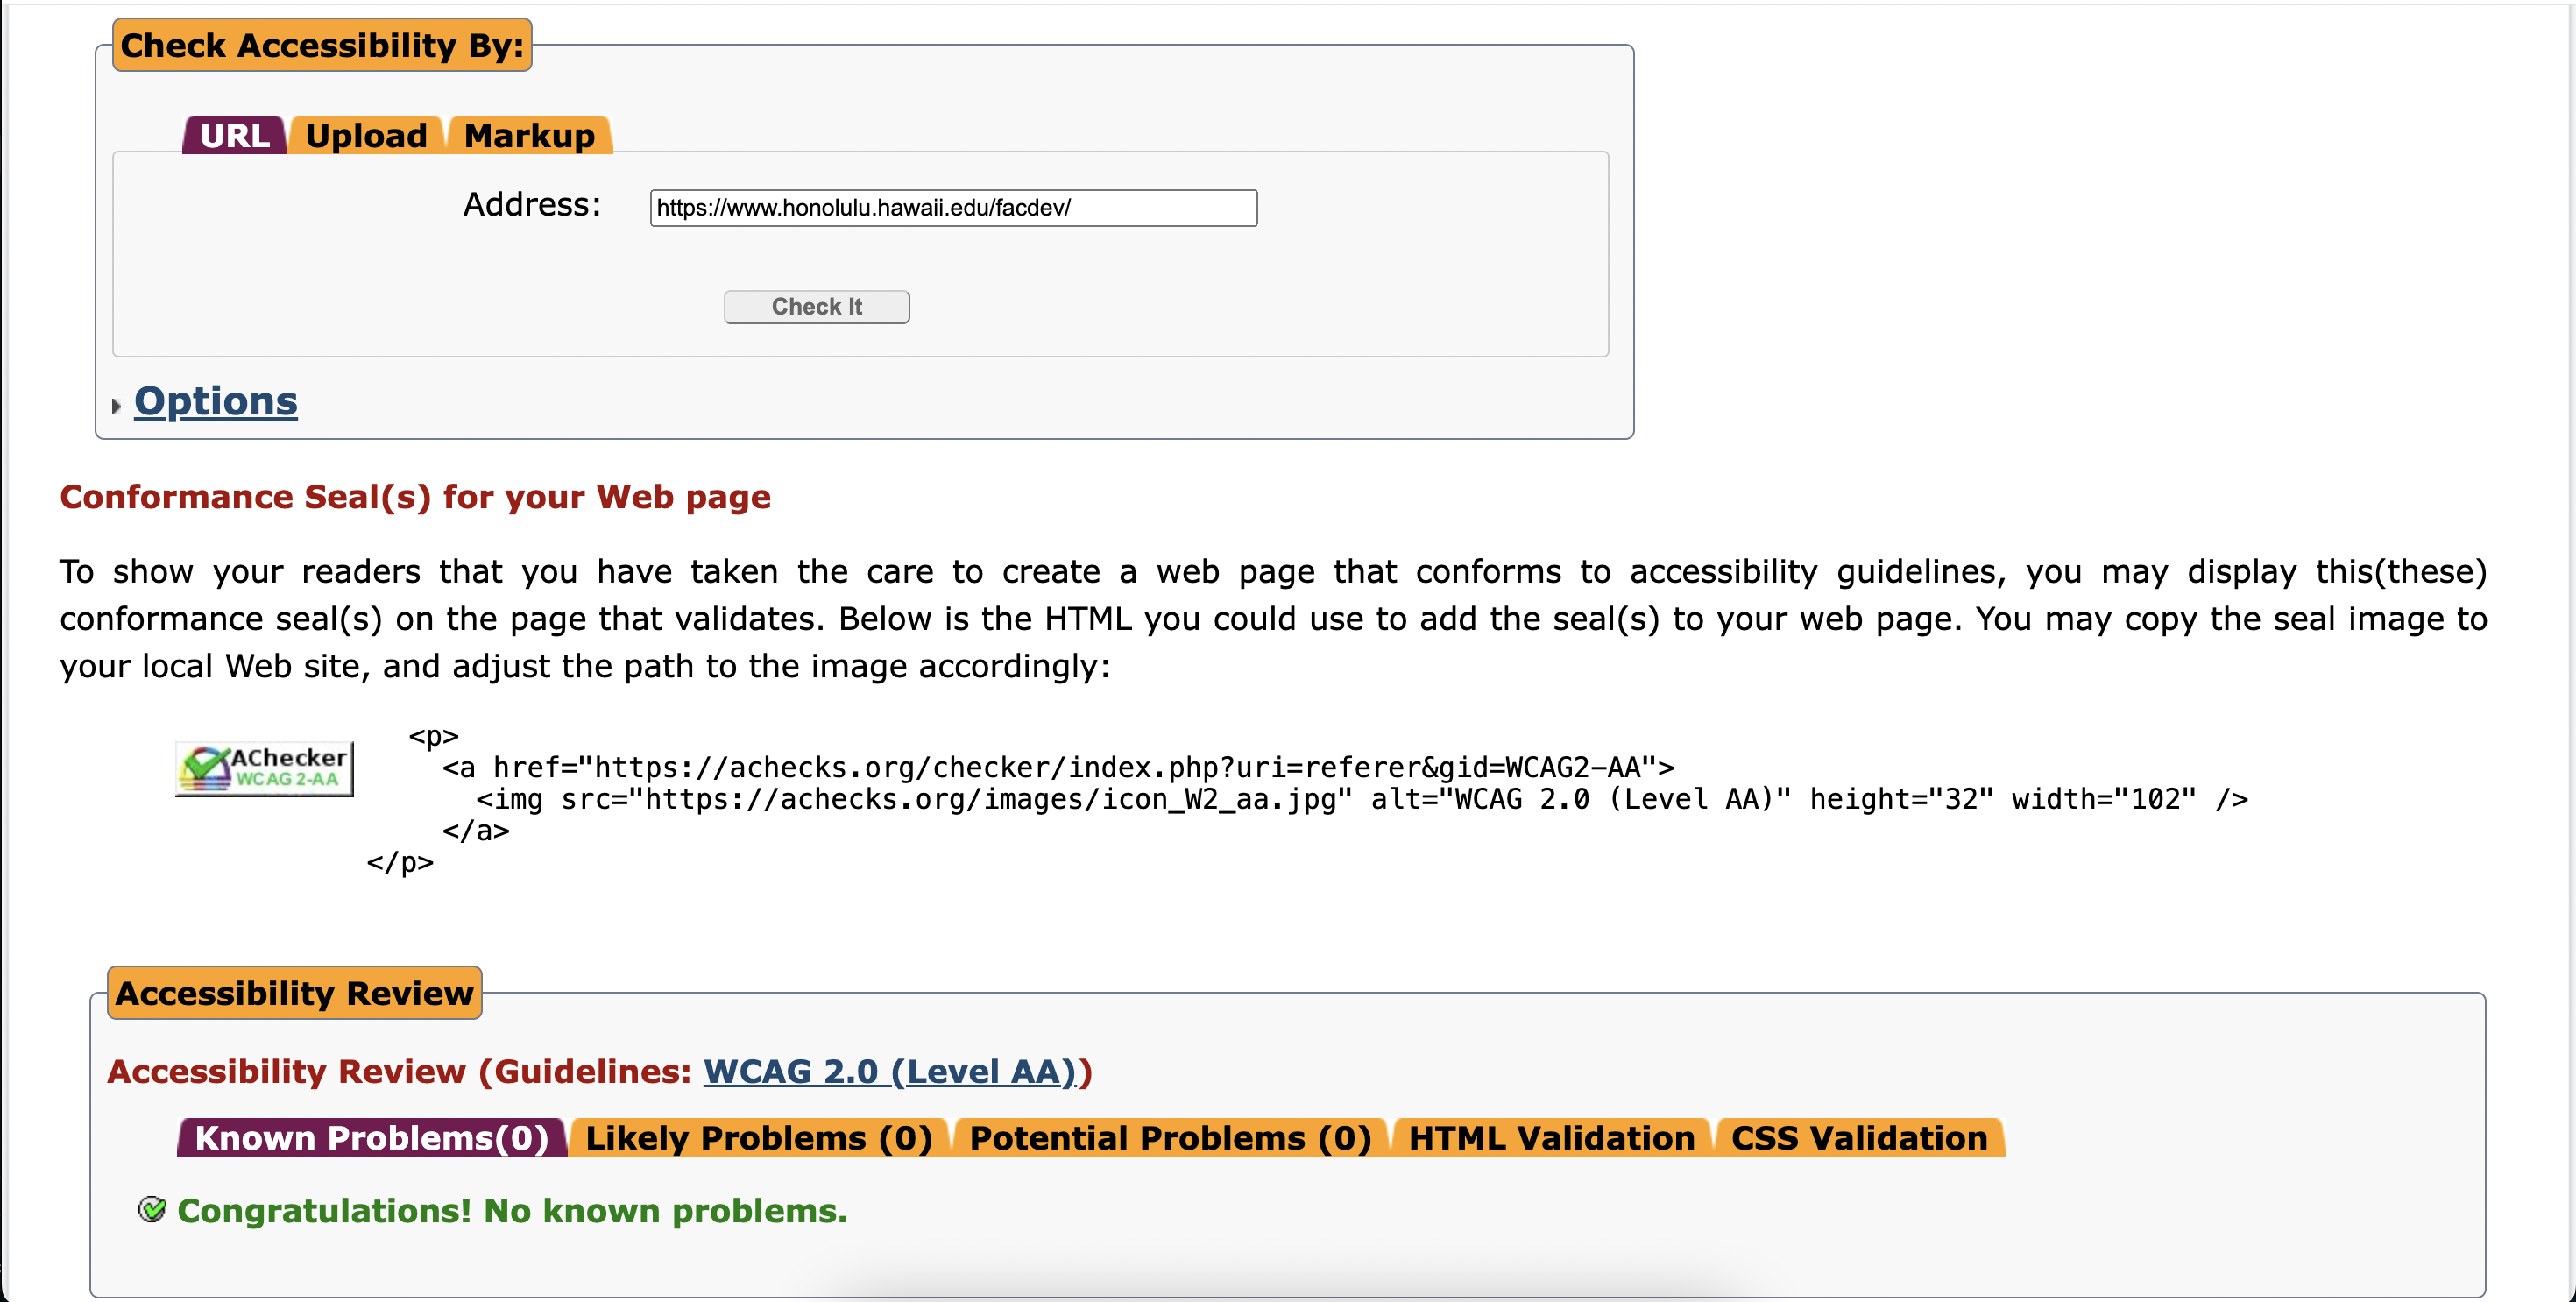 Check Accessibility By:
URL Upload Markup
Address: https://www.honolulu.hawaii.edu/facdev/
Check It
Options
Conformance Seal(s) for your Web page
To show your readers that you have taken the care to create a web page that conforms to accessibility guidelines, you may display this(these)
conformance seal(s) on the page that validates. Below is the HTML you could use to add the seal(s) to your web page. You may copy the seal image to
your local Web site, and adjust the path to the image accordingly:
AChecker
WCAG 2-AA
<p>
<a href="https://achecks.org/checker/index.php?uri=referer&gid=WCAG2-AA">
<img src="https://achecks.org/images/icon_W2_aa.jpg" alt="WCAG 2.0 (Level AA)" height="32" width="102" />
</a>
</p>
Accessibility Review
Accessibility Review (Guidelines: WCAG 2.0 (Level AA))
Known Problems(0) Likely Problems (0) Potential Problems (0) HTML Validation CSS Validation
Congratulations! No known problems.